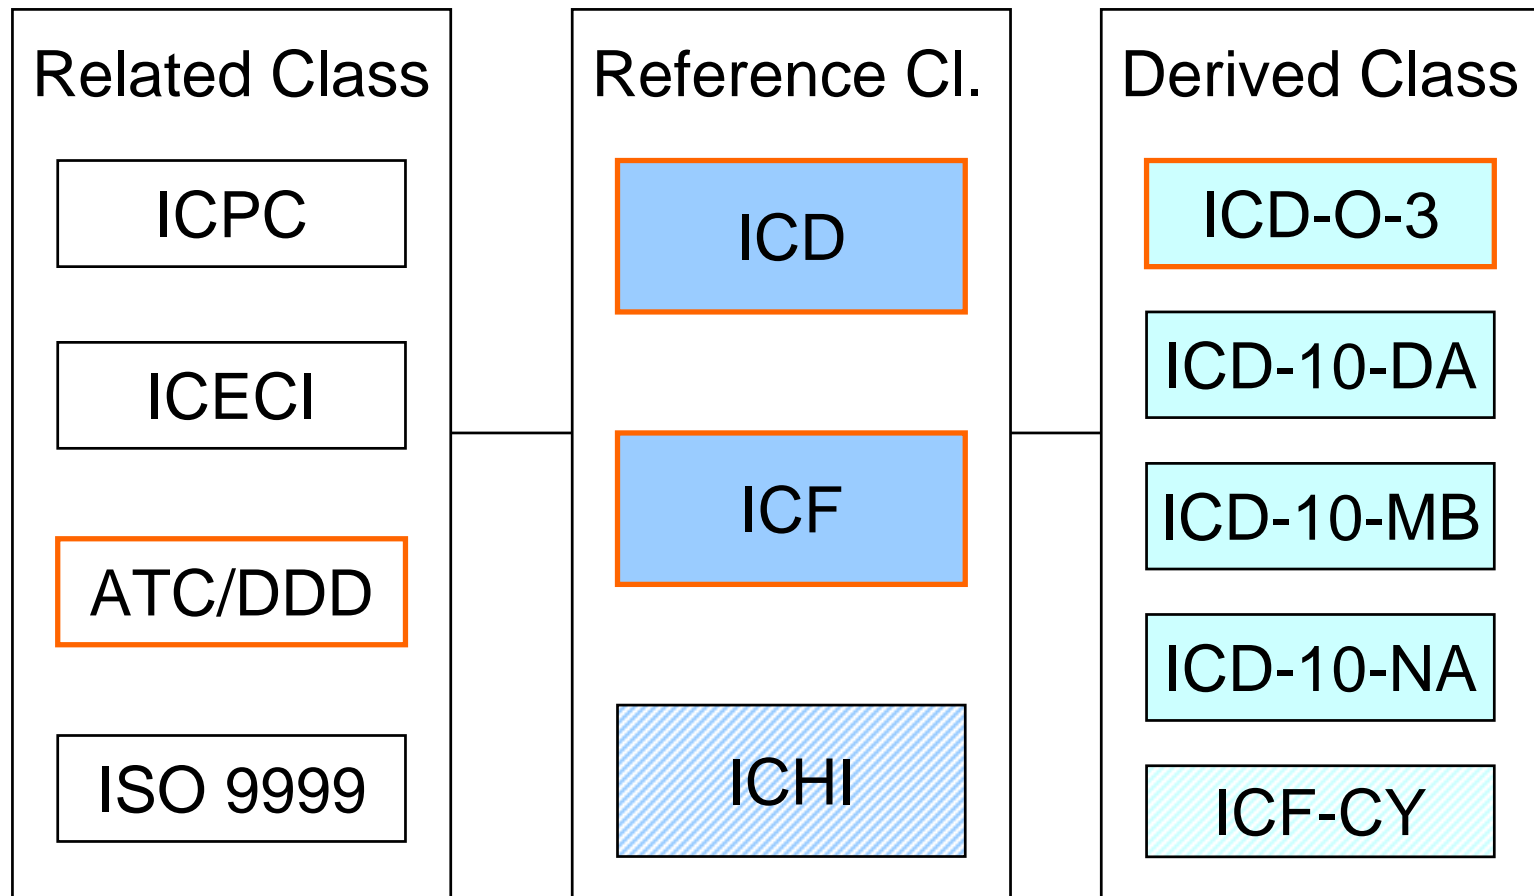 Related Class
ICPC
ICECI
ATC/DDD
ISO 9999
Reference Cl.
ICD
ICF
ICHI
Derived Class
ICD-O-3
ICD-10-DA
ICD-10-MB
ICD-10-NA
ICF-CY